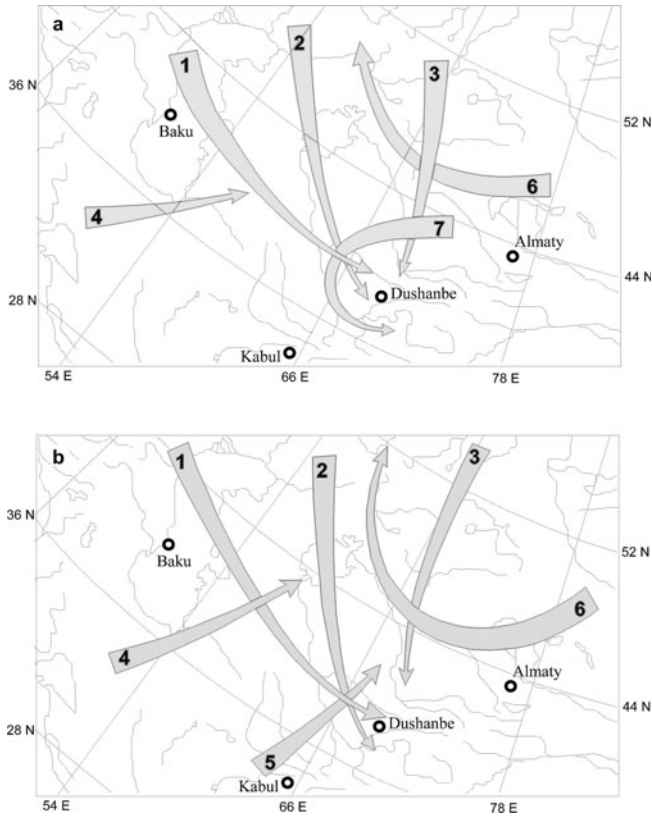 a
1
2
3
36 N
52 N
Baku
6
4
7
Almaty
44 N
28 N
Dushanbe
Kabul
54 E
66 E
78 E
b
1
2
3
36 N
52 N
Baku
6
4
Almaty
44 N
28 N
Dushanbe
5
Kabul
54 E
66 E
78 E